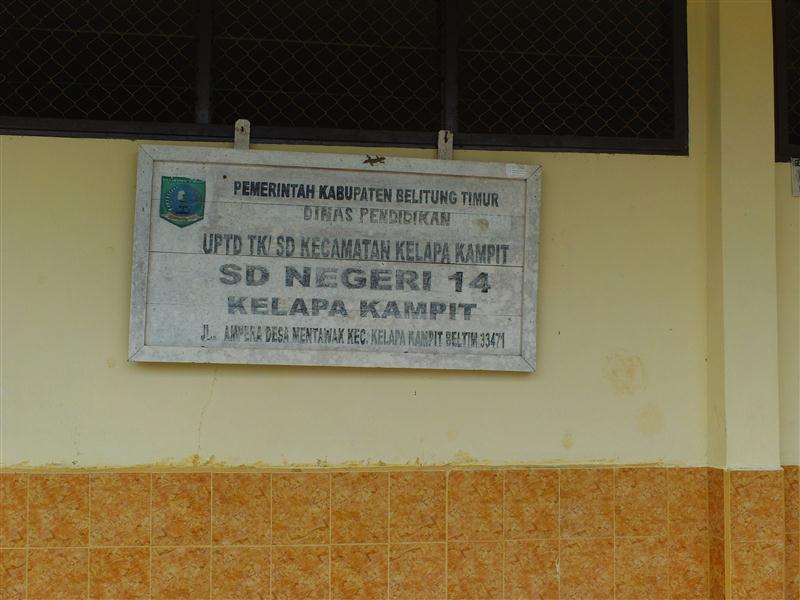 PEMERINTAH KABUPATEN BELITUNG TIMUR
DINAS PENDIDIKAN
UPTD TK/ SD KECAMATAN KELAPA KAMPIT
SD NEGERI 14
KELAPA KAMPIT
JL. AMPERA DESA MENTAWAK KEC. KELAPA KAMPIT BELTIM 33471